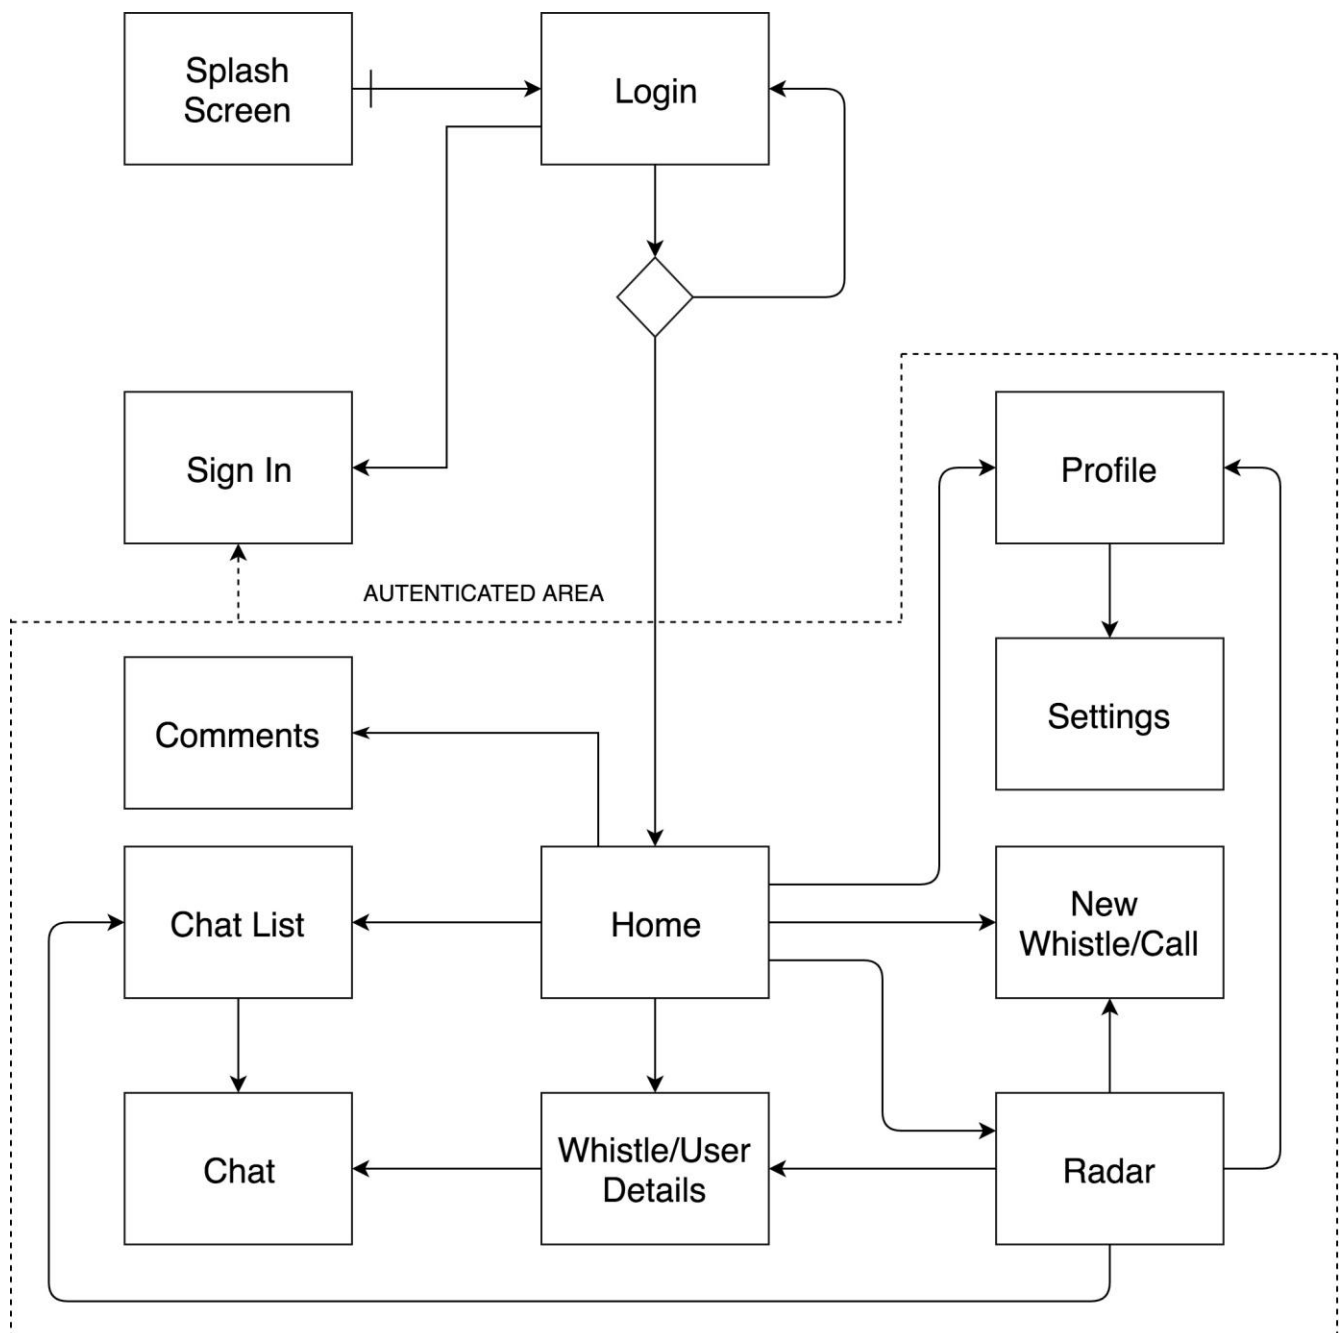 Splash
Screen
Login
Sign In
Profile
AUTENTICATED AREA
Settings
Comments
Chat List
Home
New
Whistle/Call
Chat
Whistle/User
Details
Radar